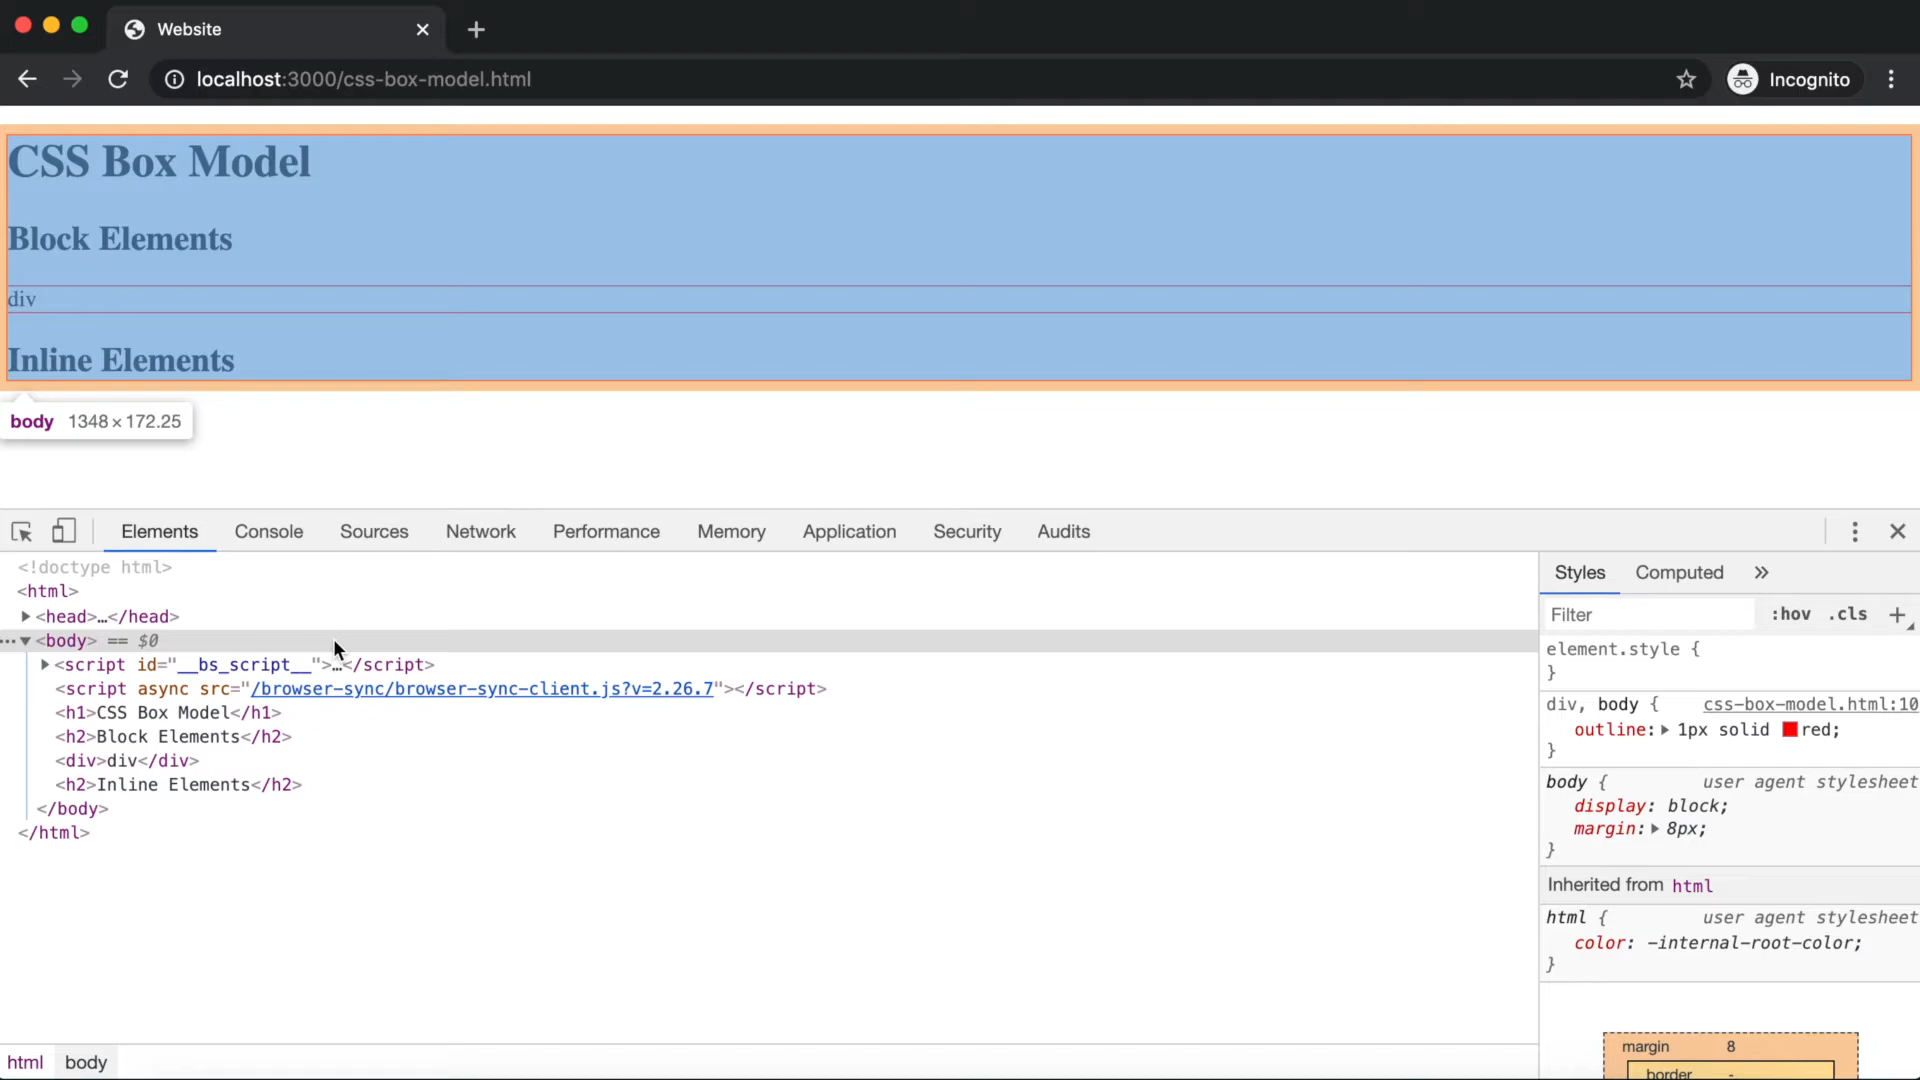 Website
localhost:3000/css-box-model.html
Incognito
CSS Box Model
Block Elements
div
Inline Elements
body 1348 × 172.25
Elements Console Sources Network Performance Memory Application Security Audits
<!doctype html>
<html>
<head>…</head>
<body> == $0
<script id="__bs_script__">…</script>
<script async src="/browser-sync/browser-sync-client.js?v=2.26.7"></script>
<h1>CSS Box Model</h1>
<h2>Block Elements</h2>
<div>div</div>
<h2>Inline Elements</h2>
</body>
</html>
html body
Styles Computed »
Filter :hov .cls +
element.style {
}
div, body { css-box-model.html:10
outline: 1px solid red;
}
body { user agent stylesheet
display: block;
margin: 8px;
}
Inherited from html
html { user agent stylesheet
color: -internal-root-color;
}
margin 8
border -